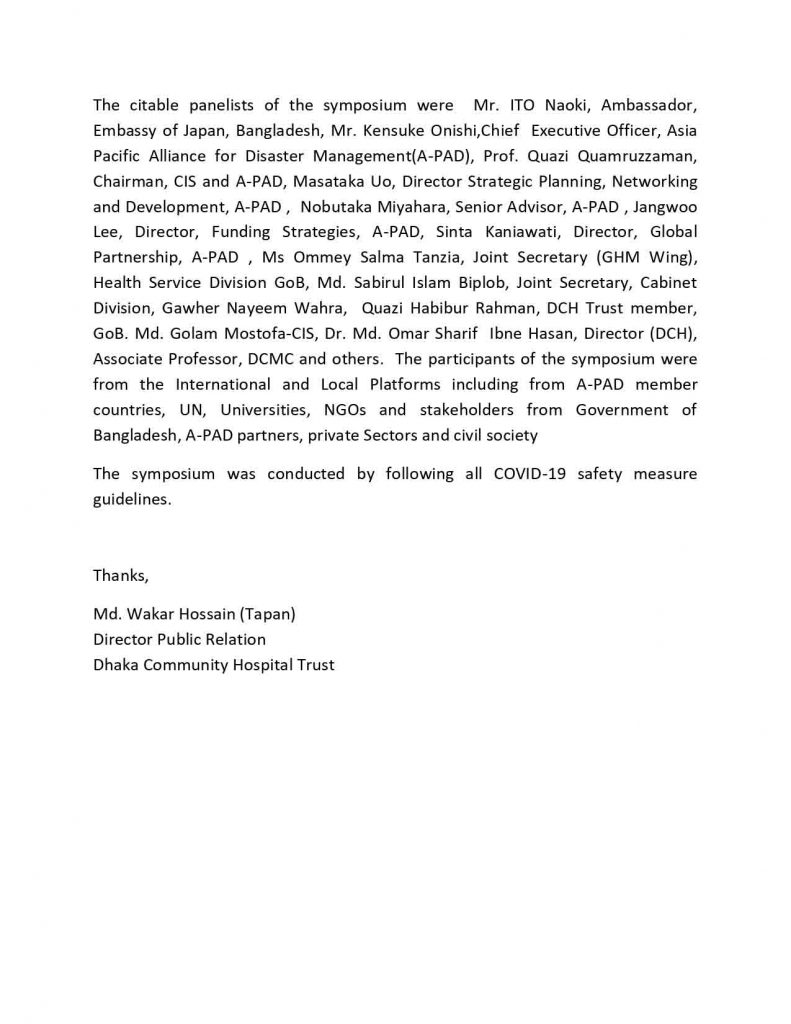 The citable panelists of the symposium were  Mr. ITO Naoki, Ambassador,
Embassy of Japan, Bangladesh, Mr. Kensuke Onishi,Chief  Executive Officer, Asia
Pacific Alliance for Disaster Management(A-PAD), Prof. Quazi Quamruzzaman,
Chairman, CIS and A-PAD, Masataka Uo, Director Strategic Planning, Networking
and Development, A-PAD ,  Nobutaka Miyahara, Senior Advisor, A-PAD , Jangwoo
Lee, Director, Funding Strategies, A-PAD, Sinta Kaniawati, Director, Global
Partnership, A-PAD , Ms Ommey Salma Tanzia, Joint Secretary (GHM Wing),
Health Service Division GoB, Md. Sabirul Islam Biplob, Joint Secretary, Cabinet
Division, Gawher Nayeem Wahra,  Quazi Habibur Rahman, DCH Trust member,
GoB. Md. Golam Mostofa-CIS, Dr. Md. Omar Sharif  Ibne Hasan, Director (DCH),
Associate Professor, DCMC and others.  The participants of the symposium were
from the International and Local Platforms including from A-PAD member
countries, UN, Universities, NGOs and stakeholders from Government of
Bangladesh, A-PAD partners, private Sectors and civil society
The symposium was conducted by following all COVID-19 safety measure
guidelines.
Thanks,
Md. Wakar Hossain (Tapan)
Director Public Relation
Dhaka Community Hospital Trust